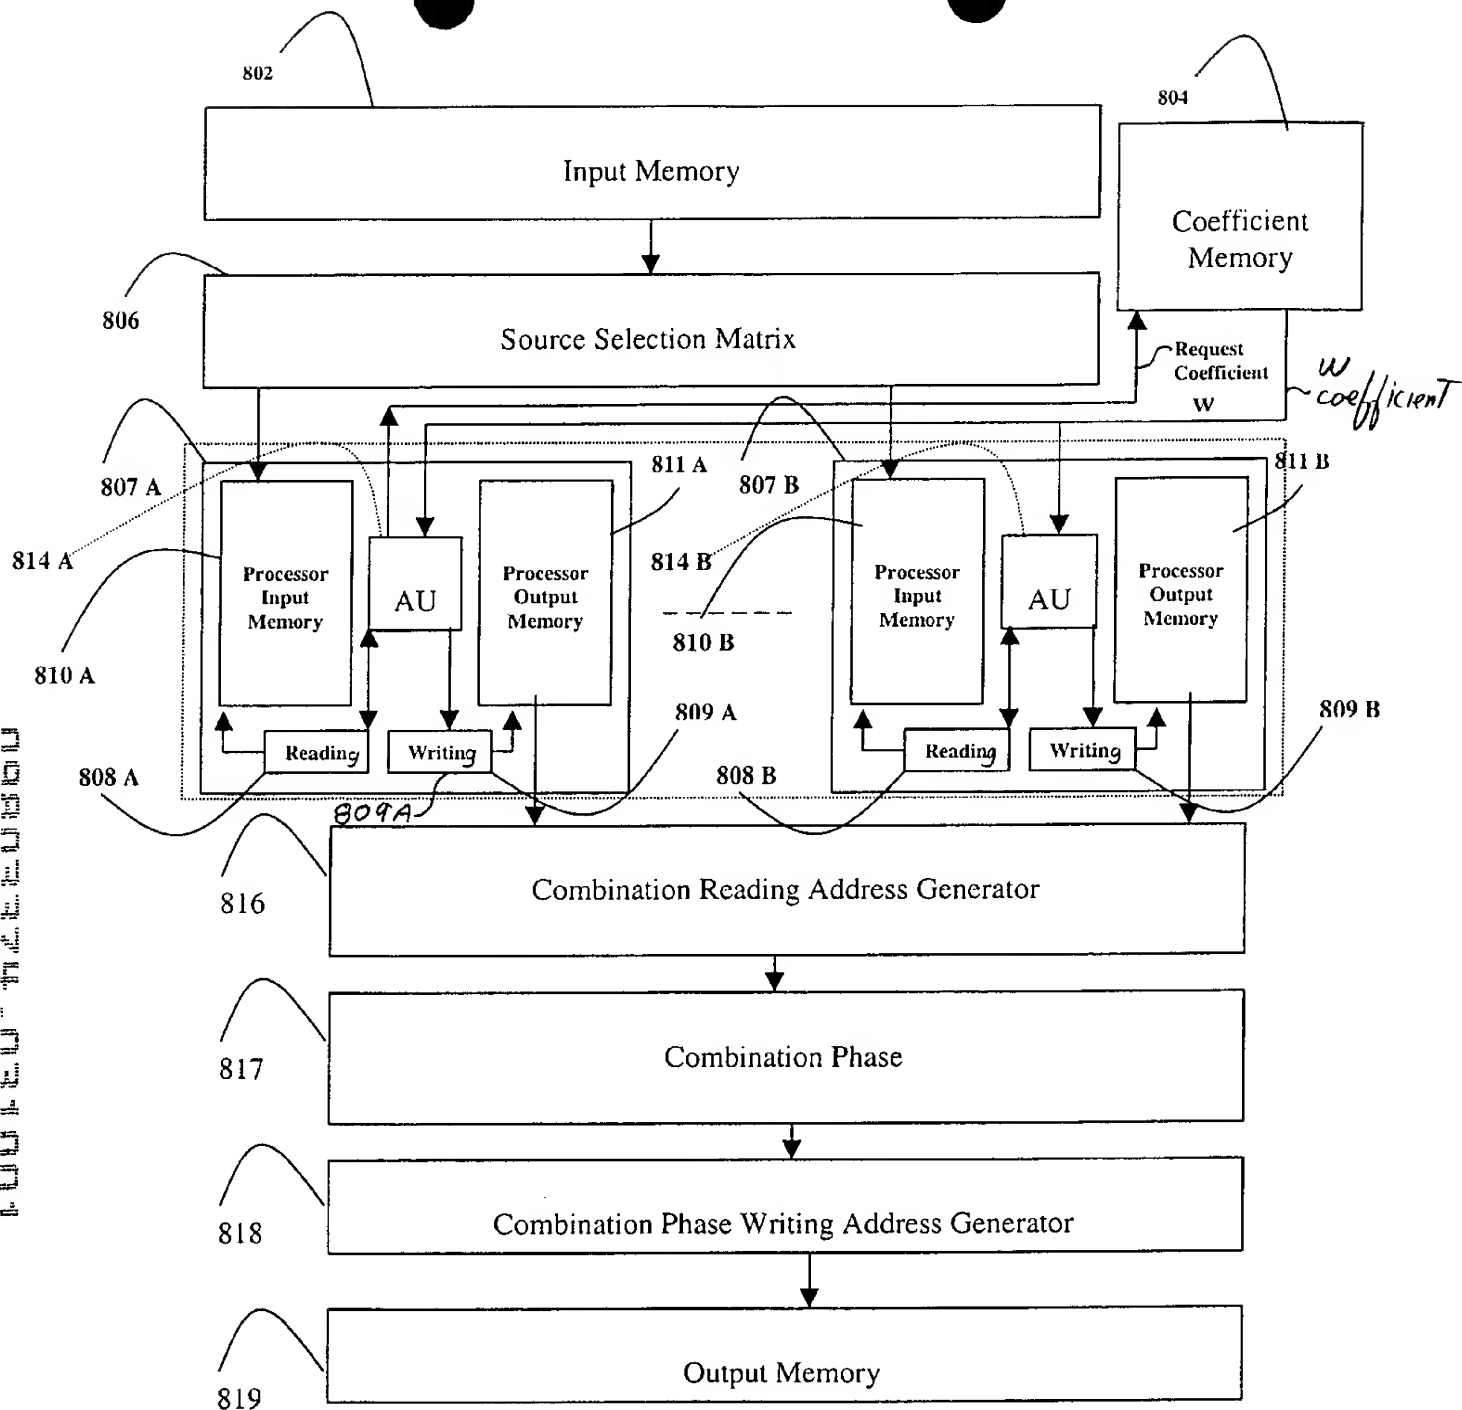 802
804
Input Memory
Coefficient
Memory
806
Source Selection Matrix
Request
Coefficient
W
W
coefficient
807 A
811 A
807 B
811 B
814 A
814 B
Processor
Input
Memory
AU
Processor
Output
Memory
Processor
Input
Memory
AU
Processor
Output
Memory
810 A
810 B
809 A
809 B
Reading
Writing
Reading
Writing
808 A
808 B
809A
816
Combination Reading Address Generator
817
Combination Phase
818
Combination Phase Writing Address Generator
819
Output Memory